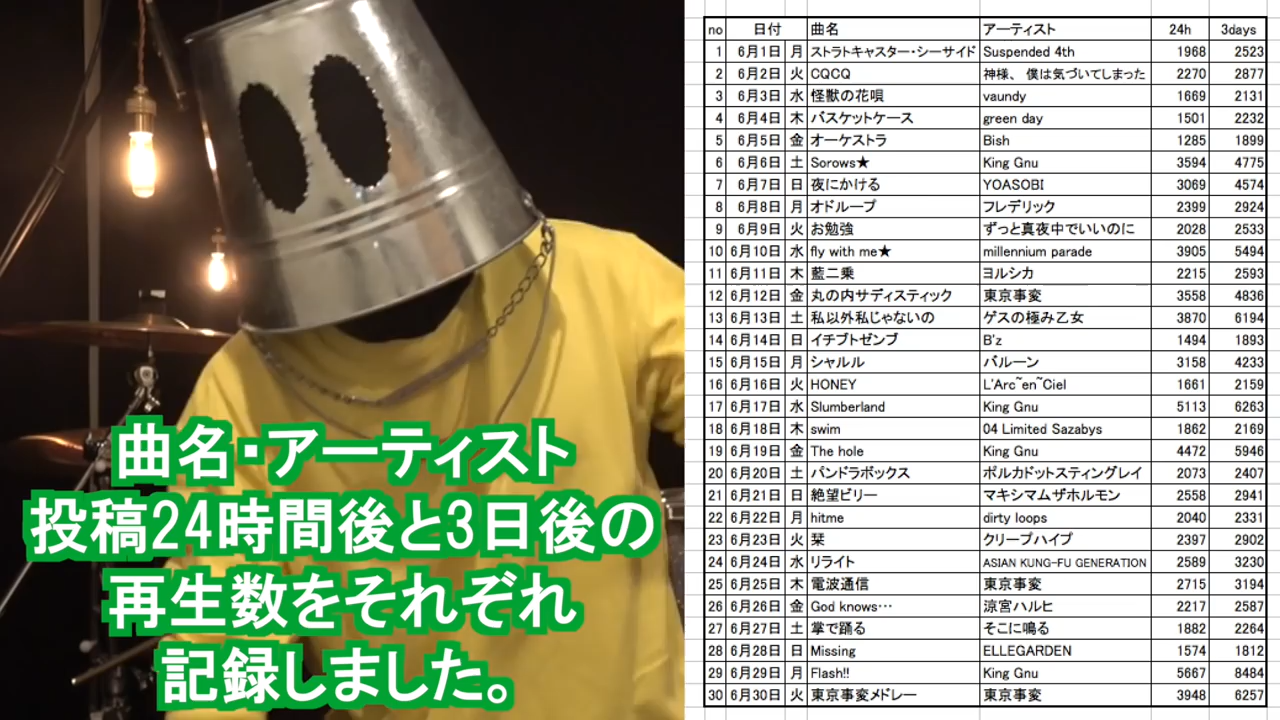 曲名・アーティスト
投稿24時間後と3日後の
再生数をそれぞれ
記録しました。
no 日付 曲名 アーティスト 24h 3days
1 6月1日 月 ストラトキャスター・シーサイド Suspended 4th 1968 2523
2 6月2日 火 CQCQ 神様、僕は気づいてしまった 2270 2877
3 6月3日 水 怪獣の花唄 vaundy 1669 2131
4 6月4日 木 バスケットケース green day 1501 2232
5 6月5日 金 オーケストラ Bish 1285 1899
6 6月6日 土 Sorows★ King Gnu 3594 4775
7 6月7日 日 夜にかける YOASOBI 3069 4574
8 6月8日 月 オドループ フレデリック 2399 2924
9 6月9日 火 お勉強 ずっと真夜中でいいのに 2028 2533
10 6月10日 水 fly with me★ millennium parade 3905 5494
11 6月11日 木 藍二乗 ヨルシカ 2215 2593
12 6月12日 金 丸の内サディスティック 東京事変 3558 4836
13 6月13日 土 私以外私じゃないの ゲスの極み乙女 3870 6194
14 6月14日 日 イチブトゼンブ B'z 1494 1893
15 6月15日 月 シャルル バルーン 3158 4233
16 6月16日 火 HONEY L'Arc~en~Ciel 1661 2159
17 6月17日 水 Slumberland King Gnu 5113 6263
18 6月18日 木 swim 04 Limited Sazabys 1862 2169
19 6月19日 金 The hole King Gnu 4472 5946
20 6月20日 土 パンドラボックス ポルカドットスティングレイ 2073 2407
21 6月21日 日 絶望ビリー マキシマムザホルモン 2558 2941
22 6月22日 月 hitme dirty loops 2040 2331
23 6月23日 火 栞 クリープハイプ 2397 2902
24 6月24日 水 リライト ASIAN KUNG-FU GENERATION 2589 3230
25 6月25日 木 電波通信 東京事変 2715 3194
26 6月26日 金 God knows… 涼宮ハルヒ 2217 2587
27 6月27日 土 掌で踊る そこに鳴る 1882 2264
28 6月28日 日 Missing ELLEGARDEN 1574 1812
29 6月29日 月 Flash!! King Gnu 5667 8484
30 6月30日 火 東京事変メドレー 東京事変 3948 6257